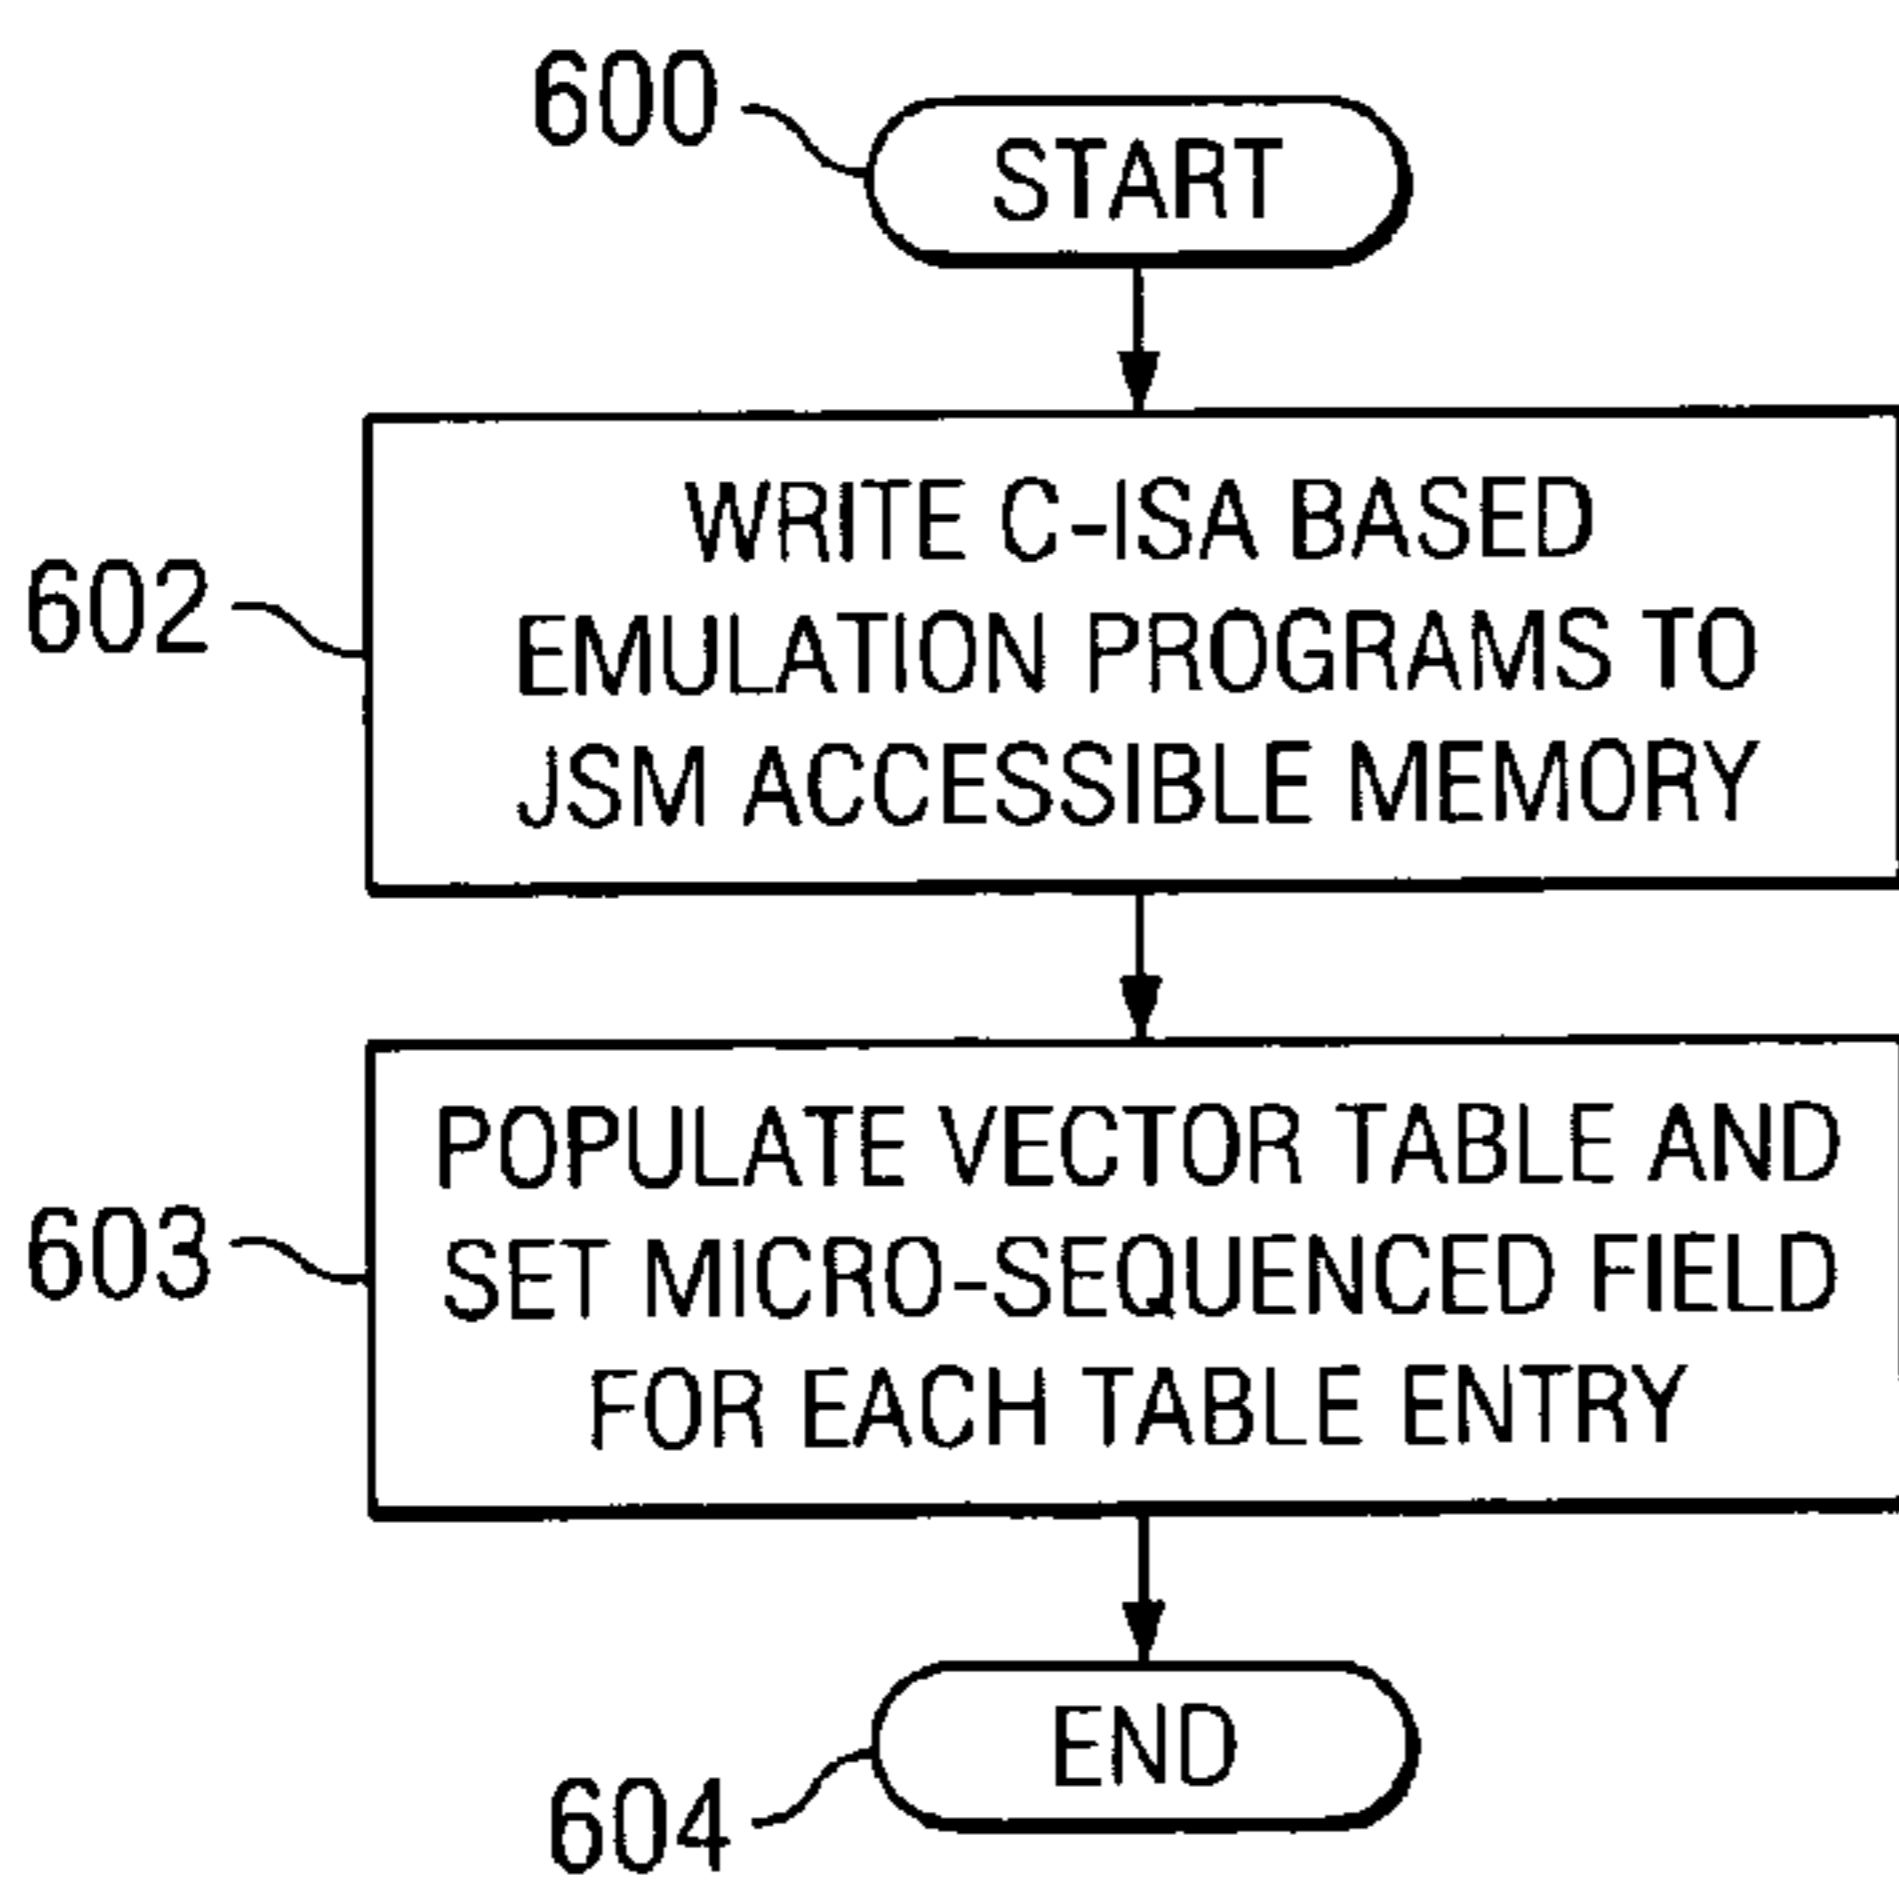 600
START
602
WRITE C-ISA BASED
EMULATION PROGRAMS TO
JSM ACCESSIBLE MEMORY
603
POPULATE VECTOR TABLE AND
SET MICRO-SEQUENCED FIELD
FOR EACH TABLE ENTRY
END
604